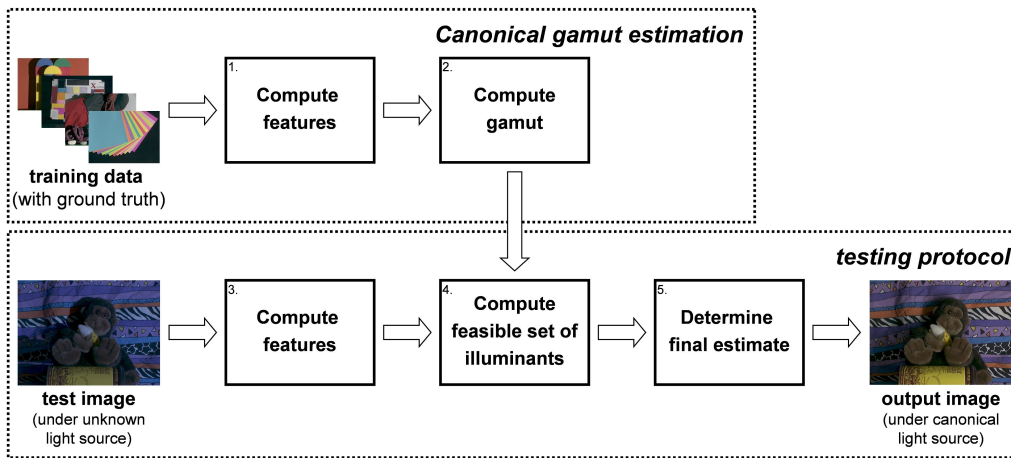 Canonical gamut estimation
1.
Compute
features
2.
Compute
gamut
training data
(with ground truth)
testing protocol
3.
Compute
features
4.
Compute
feasible set of
illuminants
5.
Determine
final estimate
test image
(under unknown
light source)
output image
(under canonical
light source)